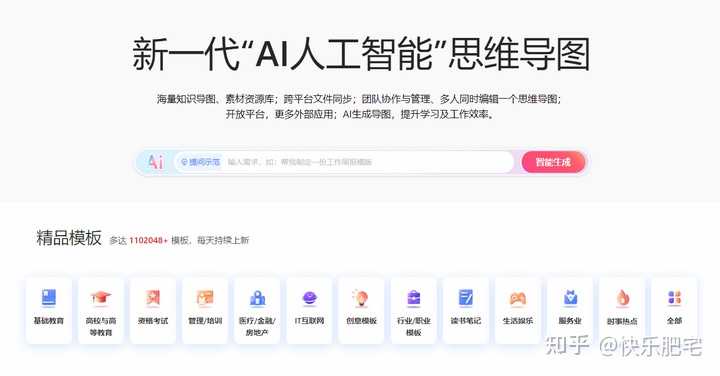 新一代“AI人工智能”思维导图
海量知识导图、素材资源库；跨平台文件同步；团队协作与管理、多人同时编辑一个思维导图；
开放平台，更多外部应用；AI生成导图，提升学习及工作效率。
Ai 提问示范 输入需求，如：帮我制定一份工作周报模板 智能生成
精品模板 多达 1102048+ 模板，每天持续上新
基础教育 高校与高等教育 资格考试 管理/培训 医疗/金融/房地产 IT互联网 创意模板 行业/职业模板 读书笔记 生活娱乐 服务业 时事热点 全部
知乎 @快乐肥宅